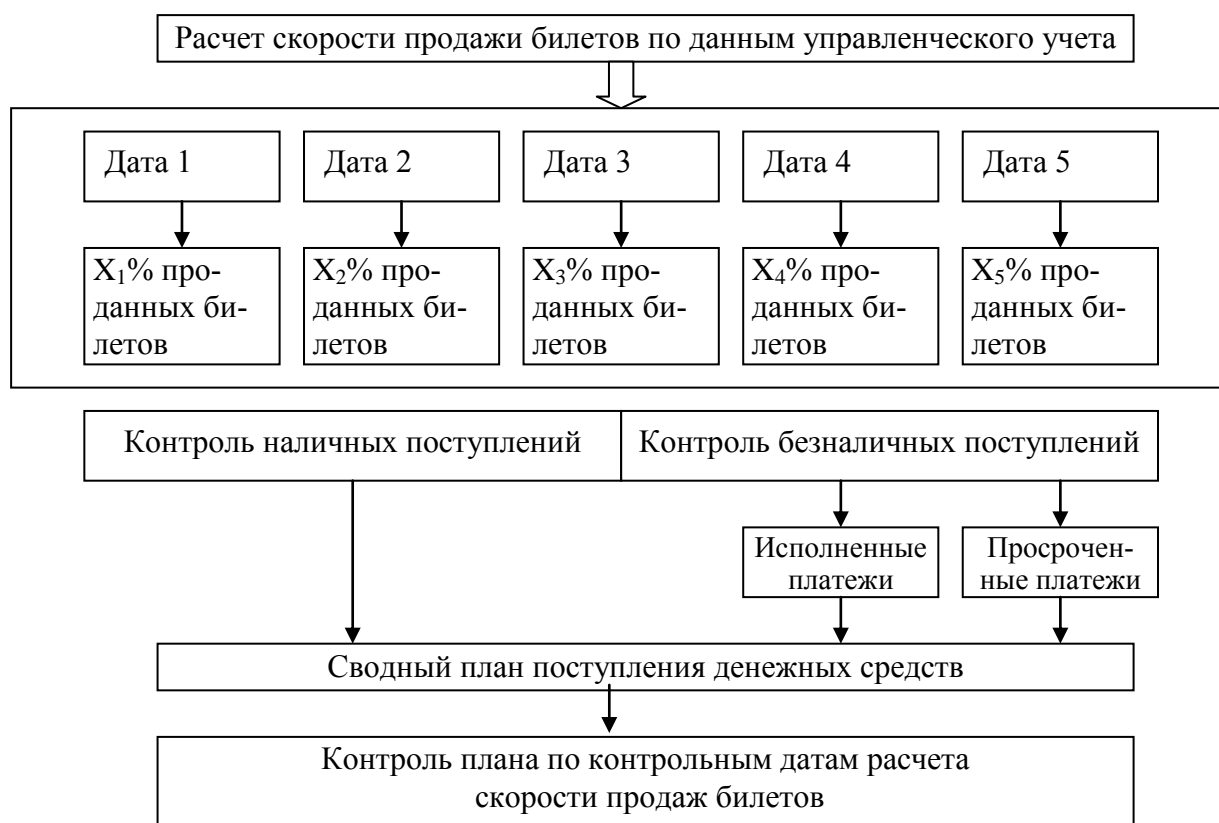 Расчет скорости продажи билетов по данным управленческого учета
Дата 1
Дата 2
Дата 3
Дата 4
Дата 5
X₁% про-
данных би-
летов
X₂% про-
данных би-
летов
X₃% про-
данных би-
летов
X₄% про-
данных би-
летов
X₅% про-
данных би-
летов
Контроль наличных поступлений
Контроль безналичных поступлений
Исполненные
платежи
Просрочен-
ные платежи
Сводный план поступления денежных средств
Контроль плана по контрольным датам расчета
скорости продаж билетов